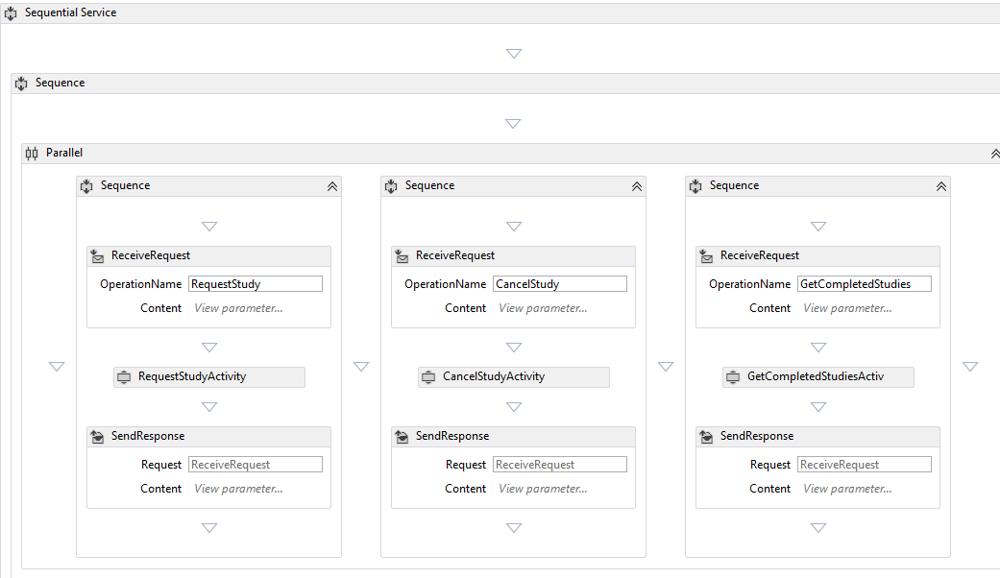 Sequential Service
Sequence
Parallel
Sequence
ReceiveRequest
OperationName RequestStudy
Content View parameter...
RequestStudyActivity
SendResponse
Request ReceiveRequest
Content View parameter...
Sequence
ReceiveRequest
OperationName CancelStudy
Content View parameter...
CancelStudyActivity
SendResponse
Request ReceiveRequest
Content View parameter...
Sequence
ReceiveRequest
OperationName GetCompletedStudies
Content View parameter...
GetCompletedStudiesActiv
SendResponse
Request ReceiveRequest
Content View parameter...